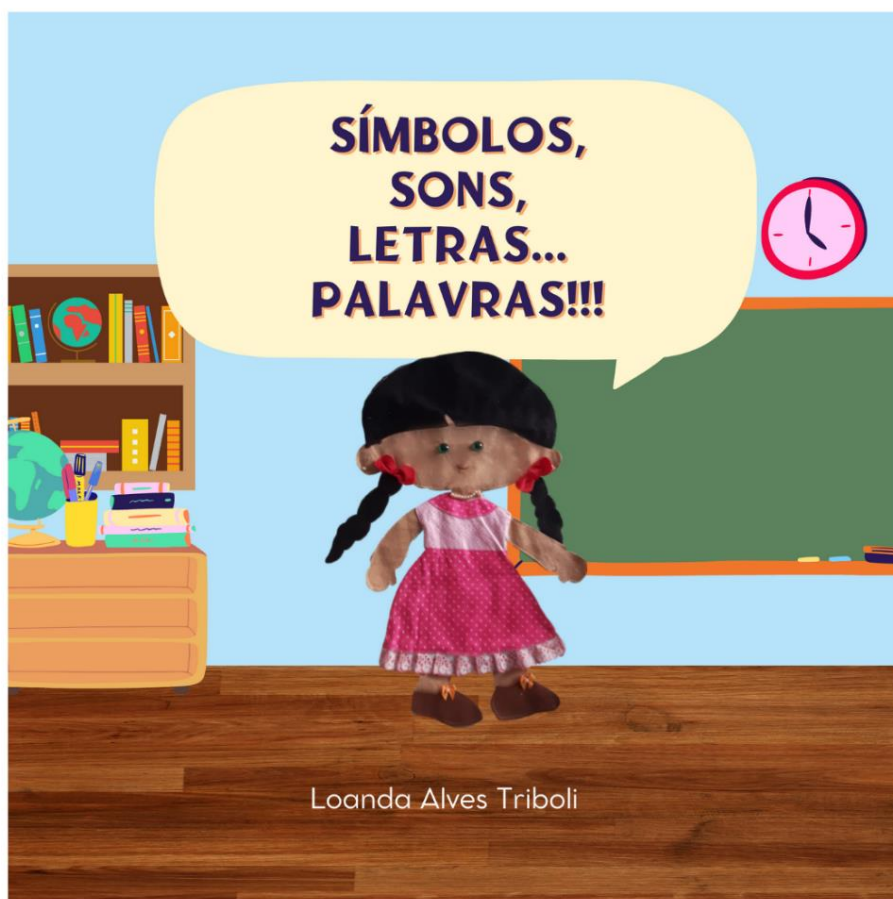 SÍMBOLOS,
SONS,
LETRAS...
PALAVRAS!!!
Loanda Alves Triboli